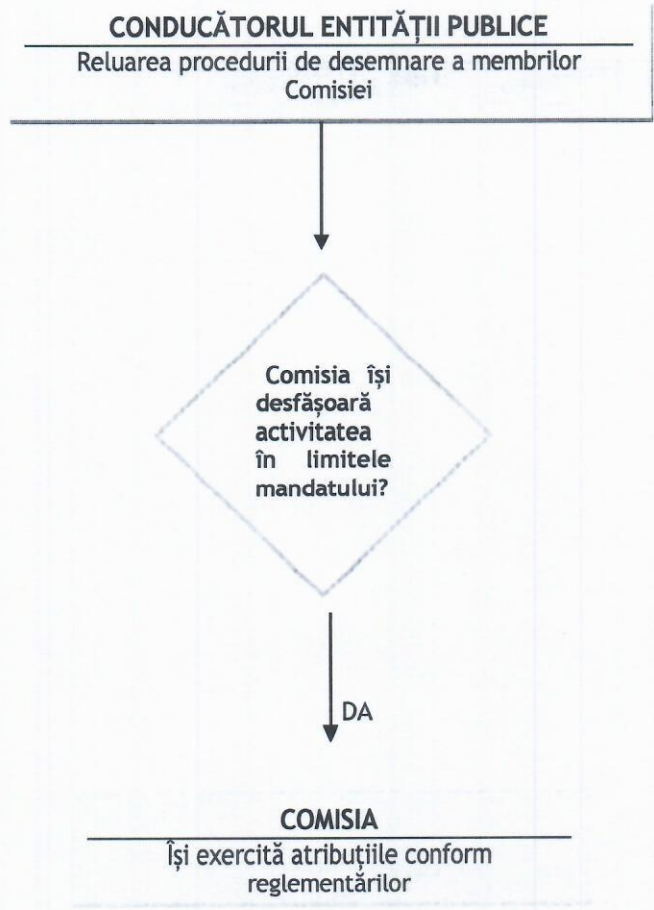 CONDUCĂTORUL ENTITĂȚII PUBLICE
Reluarea procedurii de desemnare a membrilor
Comisiei
Comisia își
desfășoară
activitatea
în limitele
mandatului?
DA
COMISIA
Își exercită atribuțiile conform
reglementărilor